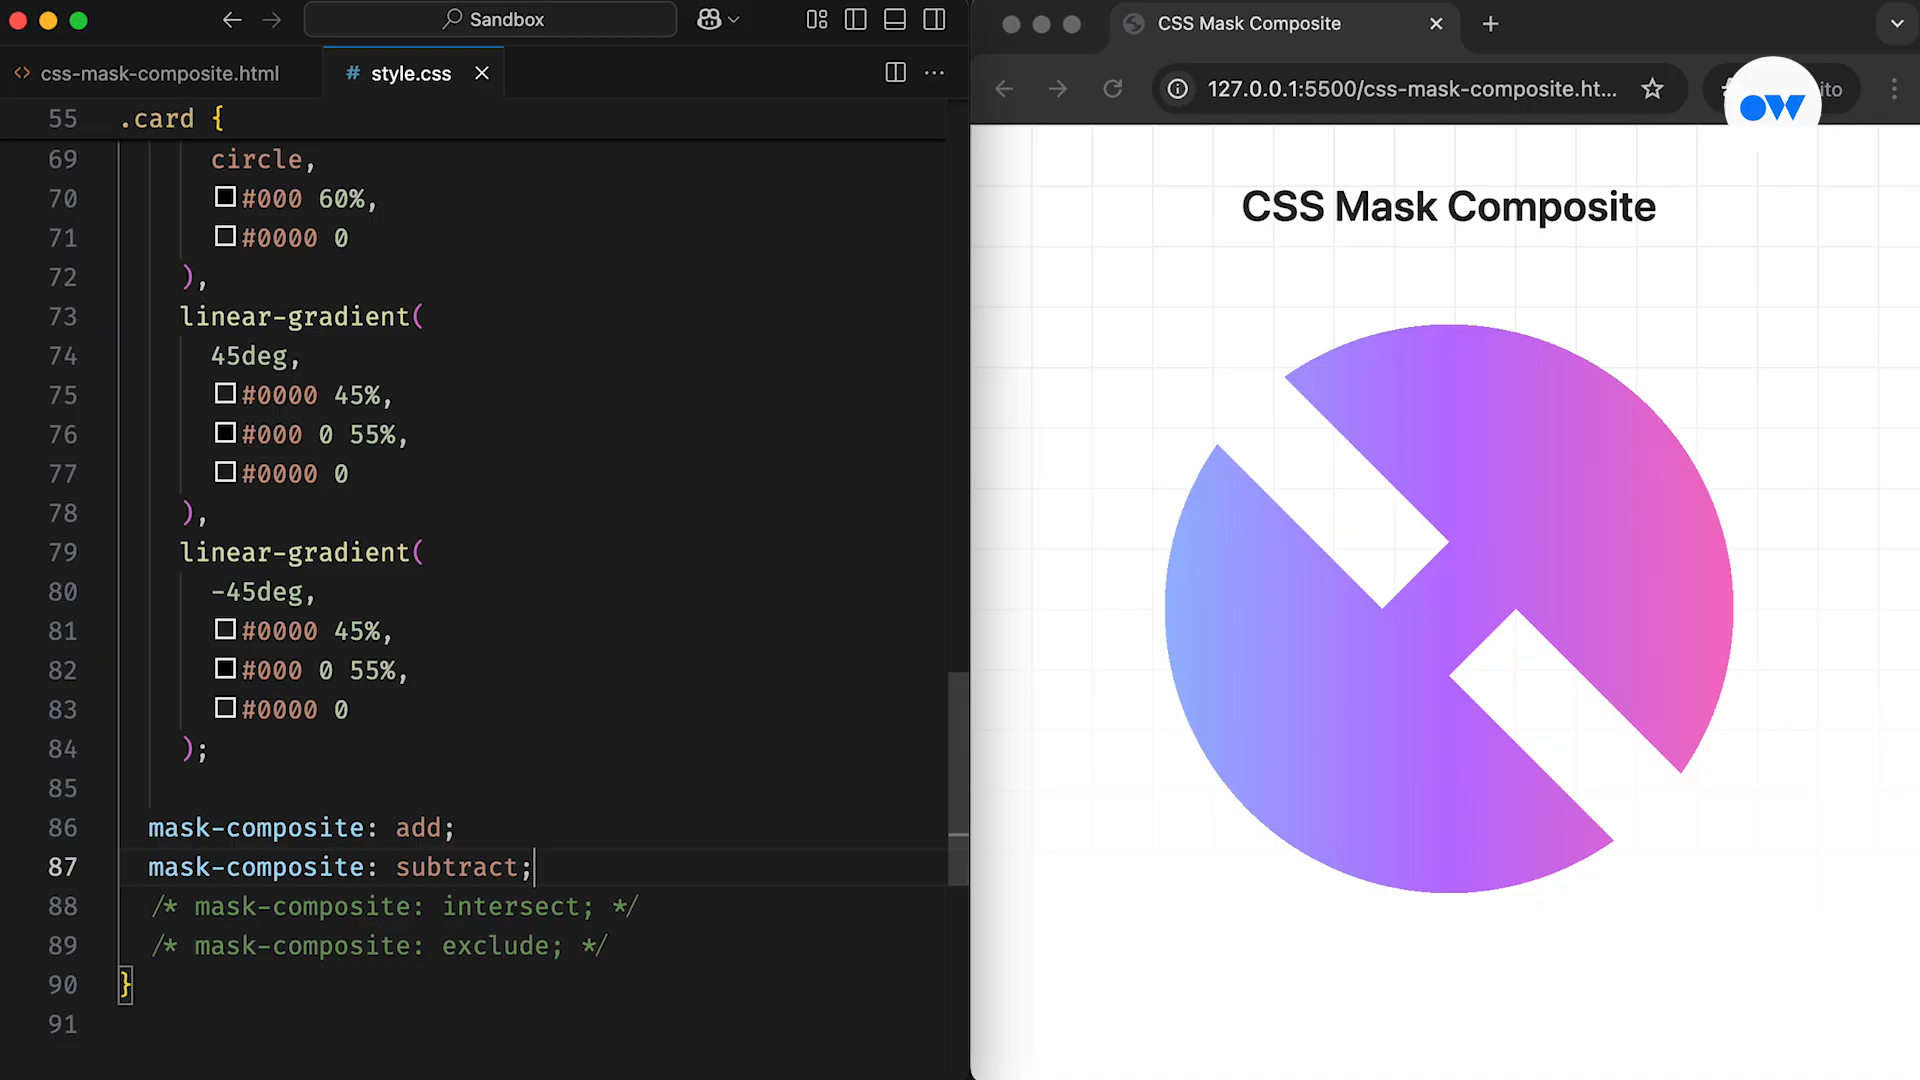 Sandbox
css-mask-composite.html
# style.css
55 .card {
69 circle,
70 #000 60%,
71 #0000 0
72 ),
73 linear-gradient(
74 45deg,
75 #0000 45%,
76 #000 0 55%,
77 #0000 0
78 ),
79 linear-gradient(
80 -45deg,
81 #0000 45%,
82 #000 0 55%,
83 #0000 0
84 );
85
86 mask-composite: add;
87 mask-composite: subtract;
88 /* mask-composite: intersect; */
89 /* mask-composite: exclude; */
90 }
91
CSS Mask Composite
127.0.0.1:5500/css-mask-composite.ht...
ito
OW
CSS Mask Composite